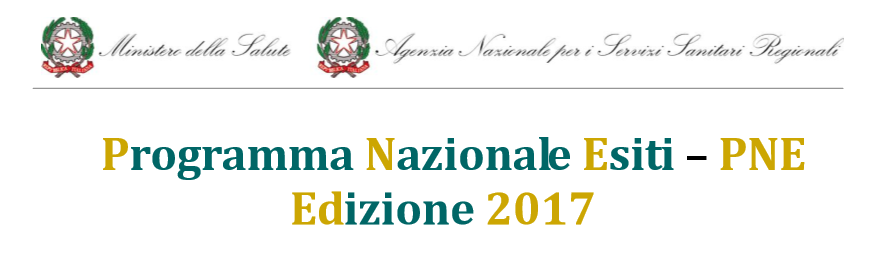 Ministero della Salute Agenzia Nazionale per i Servizi Sanitari Regionali
Programma Nazionale Esiti – PNE
Edizione 2017